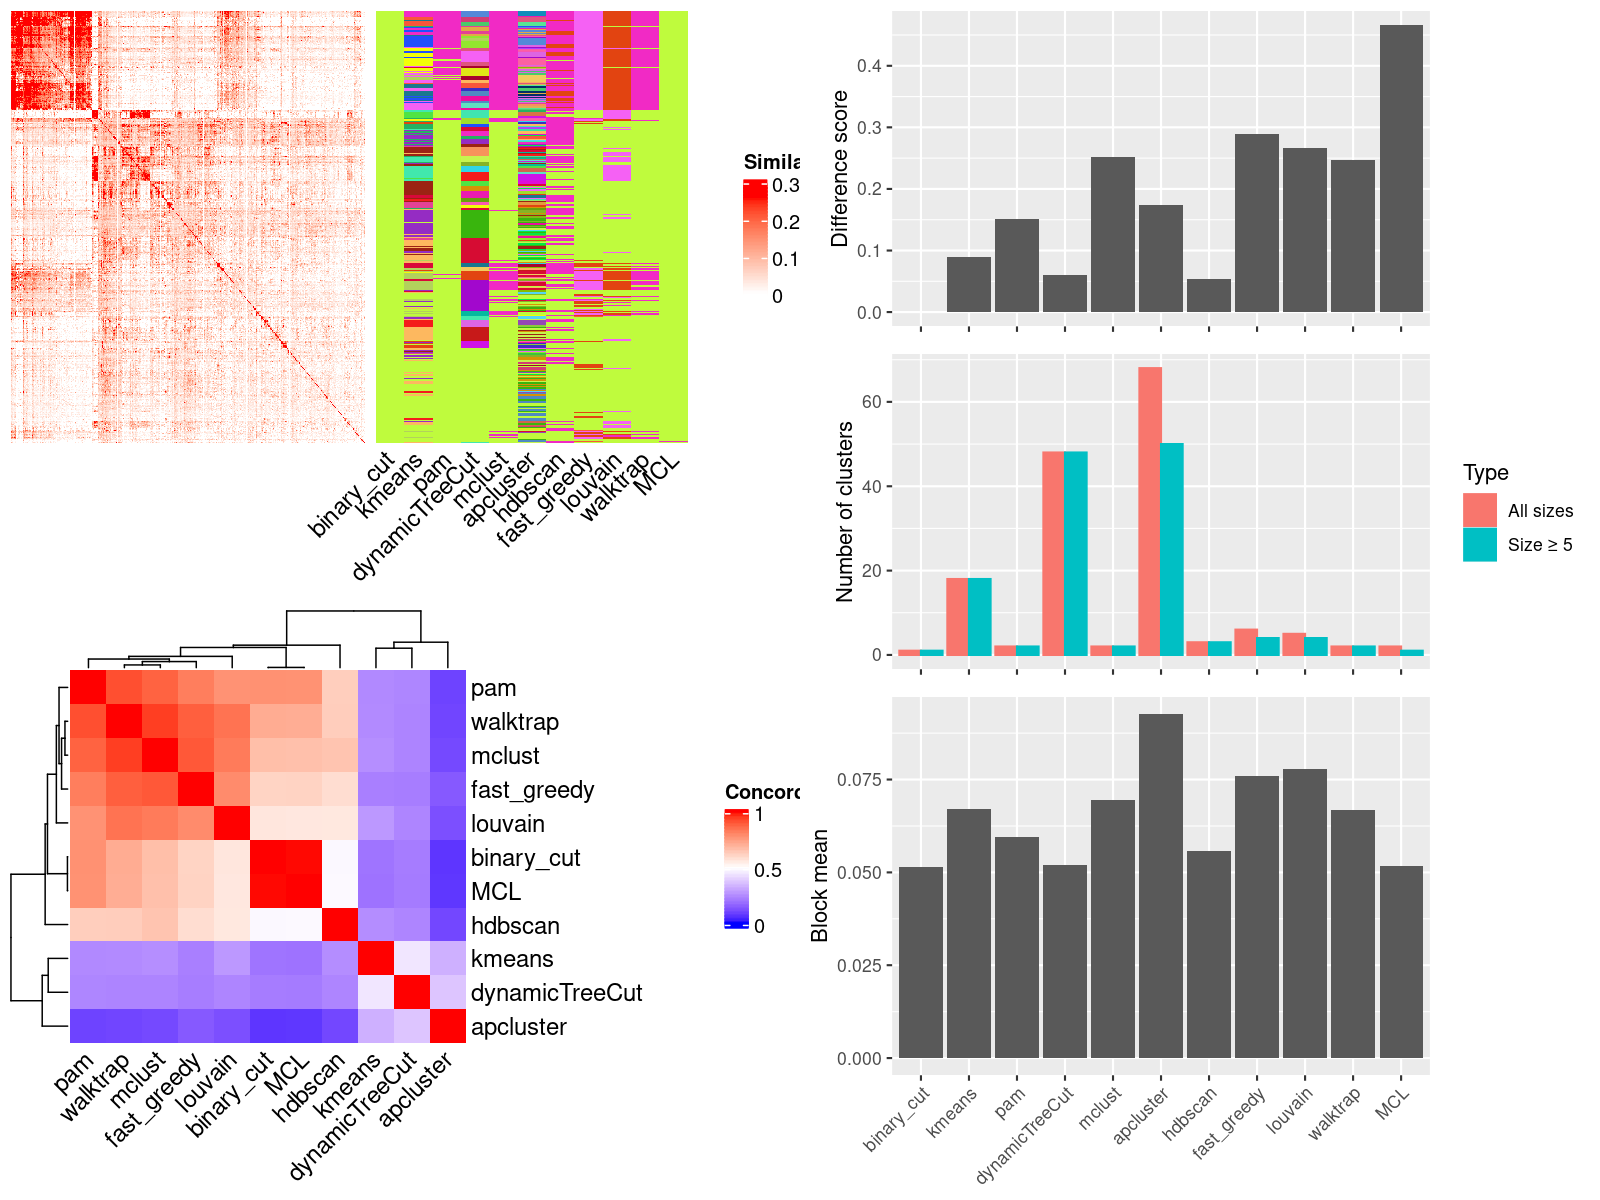 Simila
0.3
0.2
0.1
0
binary_cut
kmeans
pam
dynamicTreeCut
mclust
apcluster
hdbscan
fast_greedy
louvain
walktrap
MCL
pam
walktrap
mclust
fast_greedy
louvain
binary_cut
MCL
hdbscan
kmeans
dynamicTreeCut
apcluster
pam
walktrap
mclust
fast_greedy
louvain
binary_cut
MCL
hdbscan
kmeans
dynamicTreeCut
apcluster
Concord
1
0.5
0
Difference score
0.4
0.3
0.2
0.1
0.0
Number of clusters
60
40
20
0
Type
All sizes
Size ≥ 5
Block mean
0.075
0.050
0.025
0.000
binary_cut
kmeans
pam
dynamicTreeCut
mclust
apcluster
hdbscan
fast_greedy
louvain
walktrap
MCL